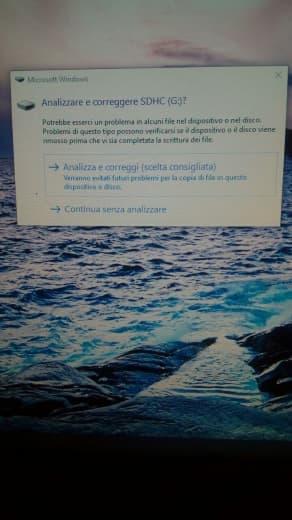 Microsoft Windows
Analizzare e correggere SDHC (G:)?
Potrebbe esserci un problema in alcuni file nel dispositivo o nel disco.
Problemi di questo tipo possono verificarsi se il dispositivo o il disco viene
rimosso prima che vi sia completata la scrittura dei file.
→ Analizza e correggi (scelta consigliata)
Verranno evitati futuri problemi per la copia di file in questo
dispositivo o disco.
→ Continua senza analizzare